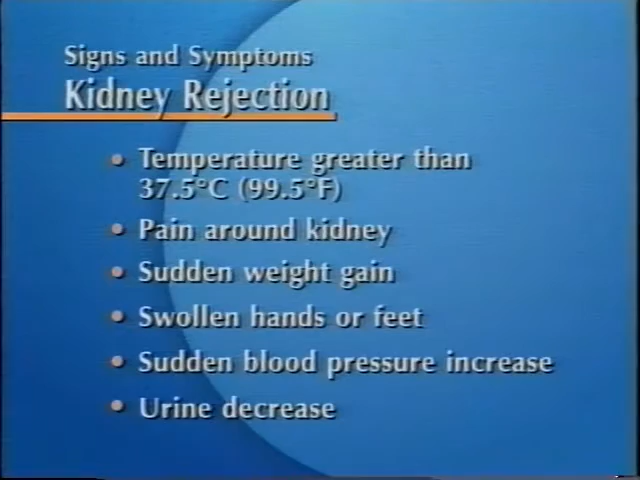 Signs and Symptoms
Kidney Rejection
• Temperature greater than
37.5°C (99.5°F)
• Pain around kidney
• Sudden weight gain
• Swollen hands or feet
• Sudden blood pressure increase
• Urine decrease